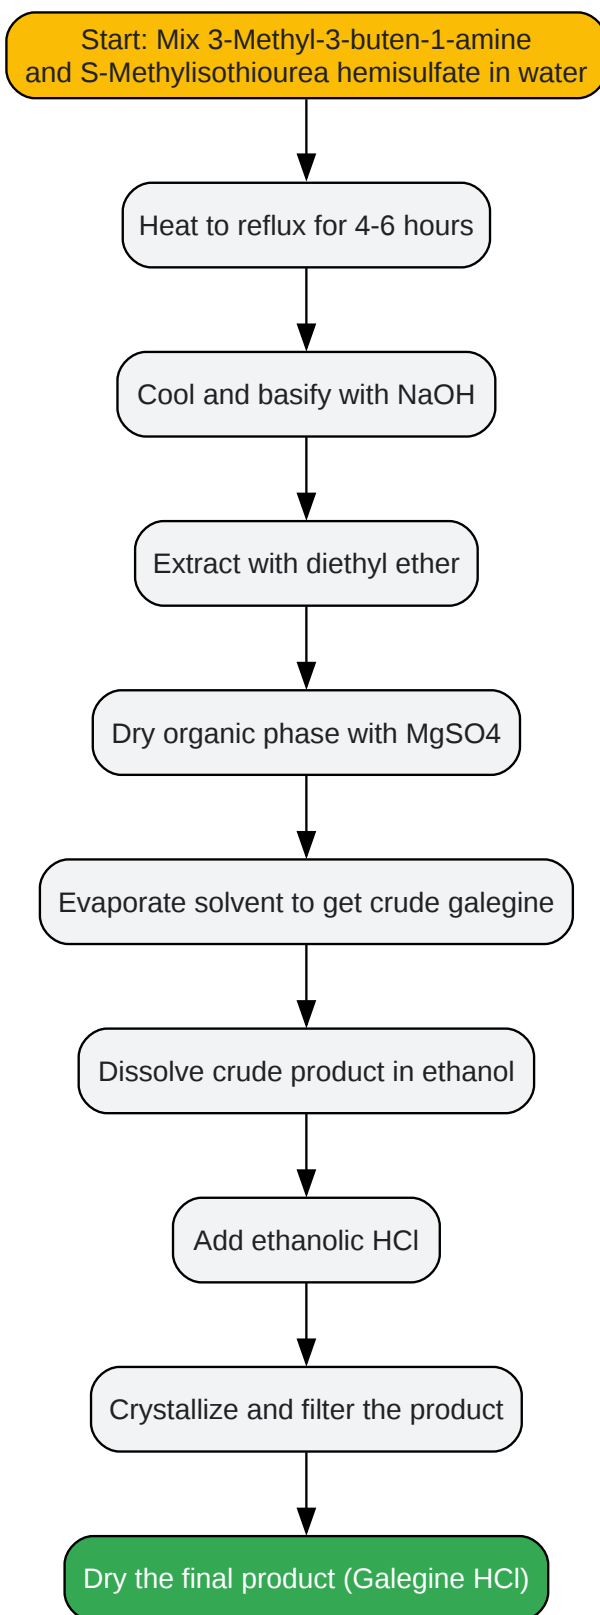 Start: Mix 3-Methyl-3-buten-1-amine
and S-Methylisothiourea hemisulfate in water
Heat to reflux for 4-6 hours
Cool and basify with NaOH
Extract with diethyl ether
Dry organic phase with MgSO4
Evaporate solvent to get crude galegine
Dissolve crude product in ethanol
Add ethanolic HCl
Crystallize and filter the product
Dry the final product (Galegine HCl)